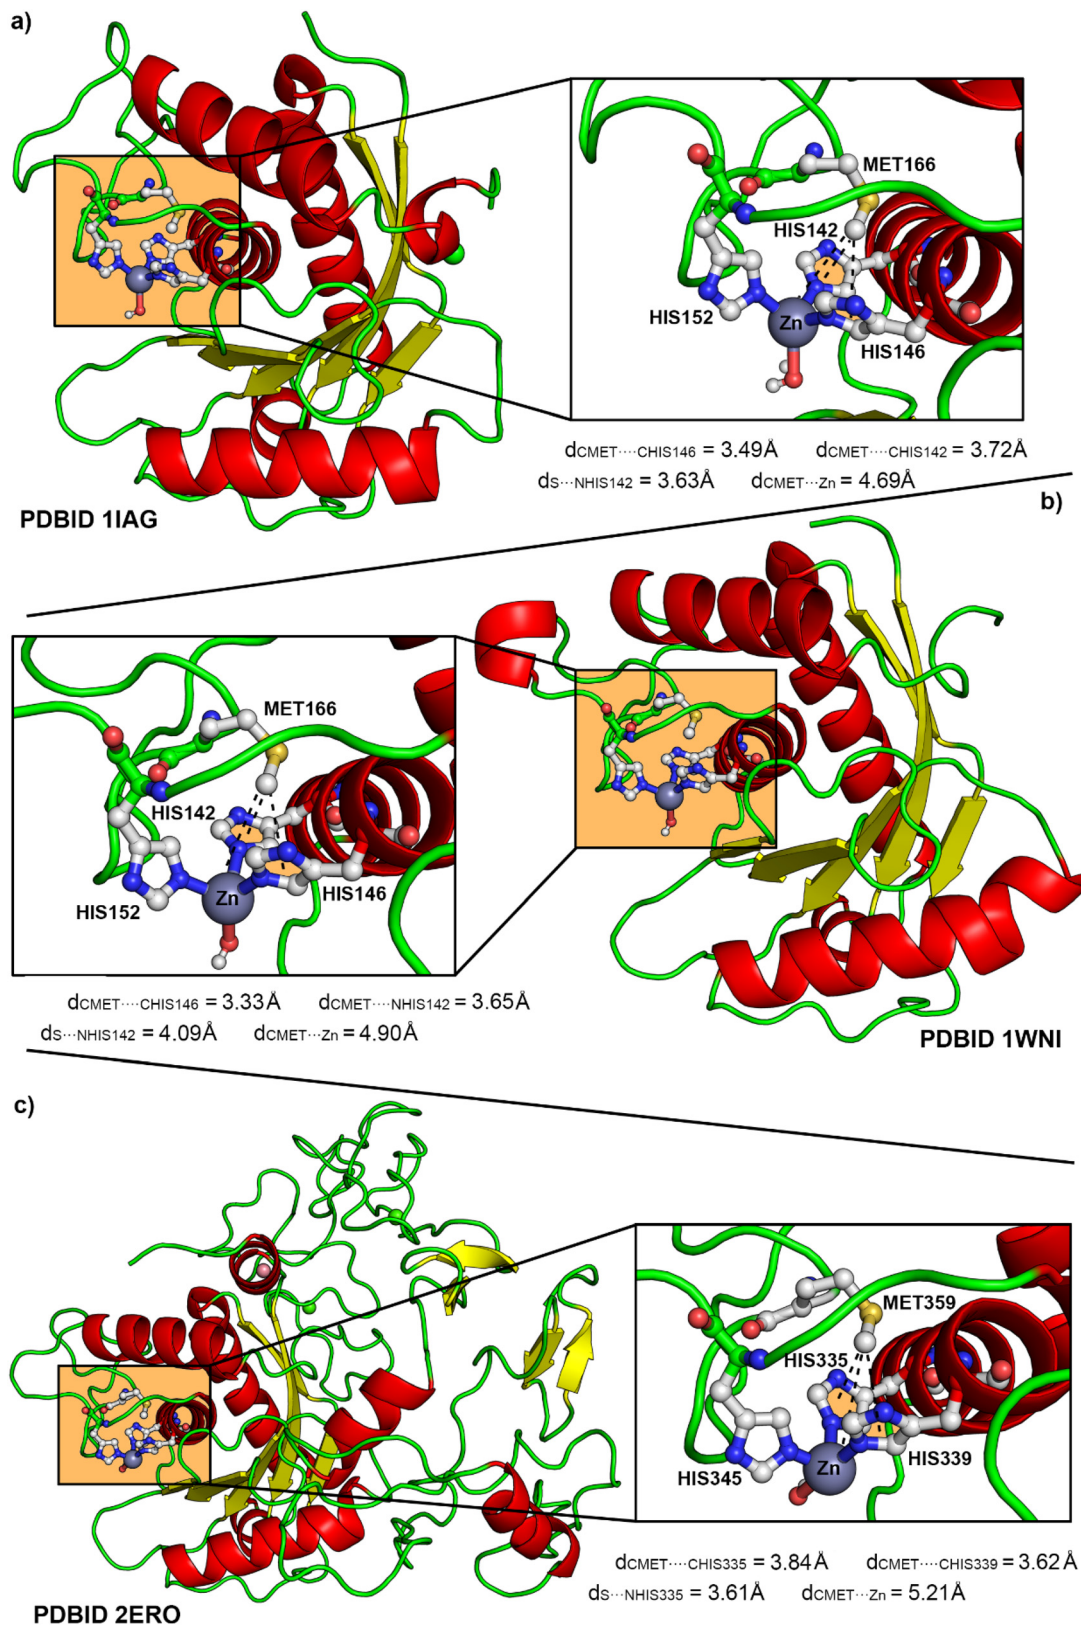 a)
MET166
HIS142
HIS152
Zn
HIS146
dCMET····CHIS146 = 3.49Å dCMET····CHIS142 = 3.72Å
dS···NHIS142 = 3.63Å dCMET···Zn = 4.69Å
PDBID 1IAG
b)
MET166
HIS142
HIS152
Zn
HIS146
dCMET····CHIS146 = 3.33Å dCMET····NHIS142 = 3.65Å
dS···NHIS142 = 4.09Å dCMET···Zn = 4.90Å
PDBID 1WNI
c)
MET359
HIS335
HIS345
Zn
HIS339
dCMET····CHIS335 = 3.84Å dCMET····CHIS339 = 3.62Å
dS···NHIS335 = 3.61Å dCMET···Zn = 5.21Å
PDBID 2ERO